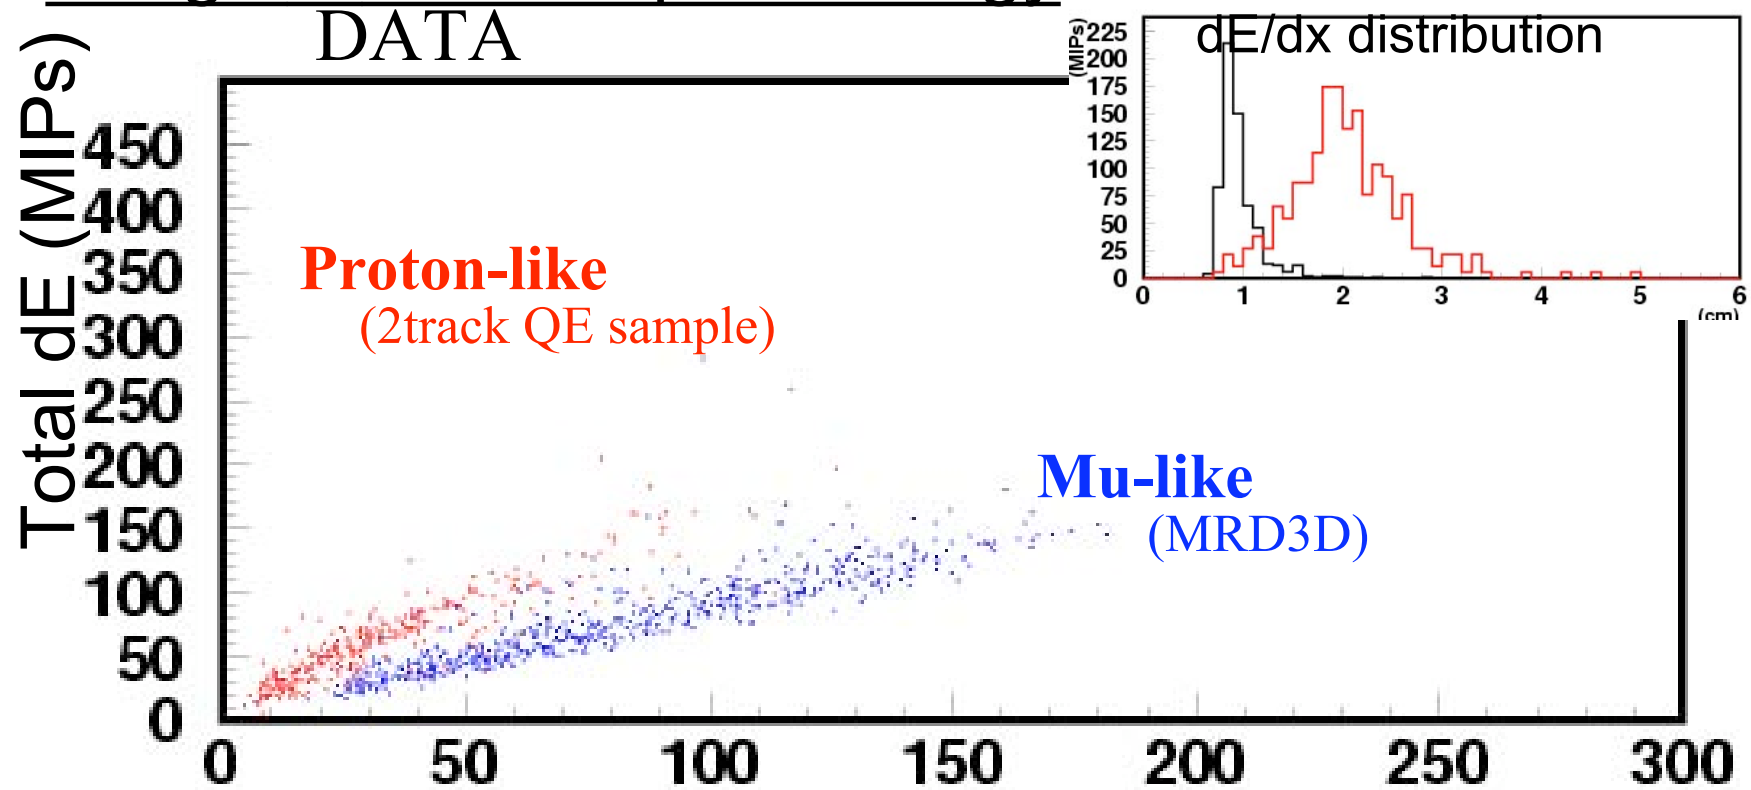 DATA
Total dE (MIPs)
450
400
350
300
250
200
150
100
50
0
0 50 100 150 200 250 300
Proton-like
(2track QE sample)
Mu-like
(MRD3D)
dE/dx distribution
(MIPs)
225
200
175
150
125
100
75
50
25
0
0 1 2 3 4 5 6
(cm)